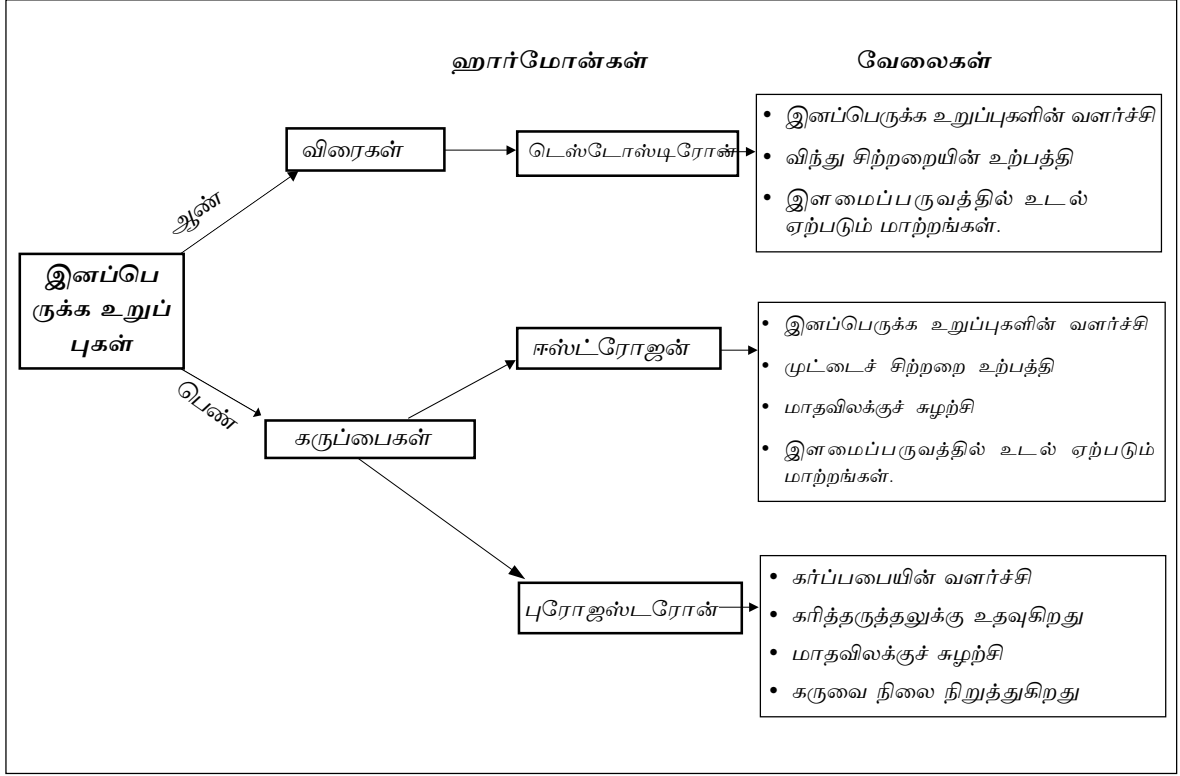 ஹார்மோன்கள்
வேலைகள்
இனப்பெ
ருக்க உறுப்
புகள்
ஆண்
விரைகள்
டெஸ்டோஸ்டிரோன்
• இனப்பெருக்க உறுப்புகளின் வளர்ச்சி
• விந்து சிற்றறையின் உற்பத்தி
• இளமைப்பருவத்தில் உடல்
ஏற்படும் மாற்றங்கள்.
பெண்
கருப்பைகள்
ஈஸ்ட்ரோஜன்
• இனப்பெருக்க உறுப்புகளின் வளர்ச்சி
• முட்டைச் சிற்றறை உற்பத்தி
• மாதவிலக்குச் சுழற்சி
• இளமைப்பருவத்தில் உடல் ஏற்படும்
மாற்றங்கள்.
புரோஜஸ்டரோன்
• கர்ப்பபையின் வளர்ச்சி
• கரித்தருத்தலுக்கு உதவுகிறது
• மாதவிலக்குச் சுழற்சி
• கருவை நிலை நிறுத்துகிறது